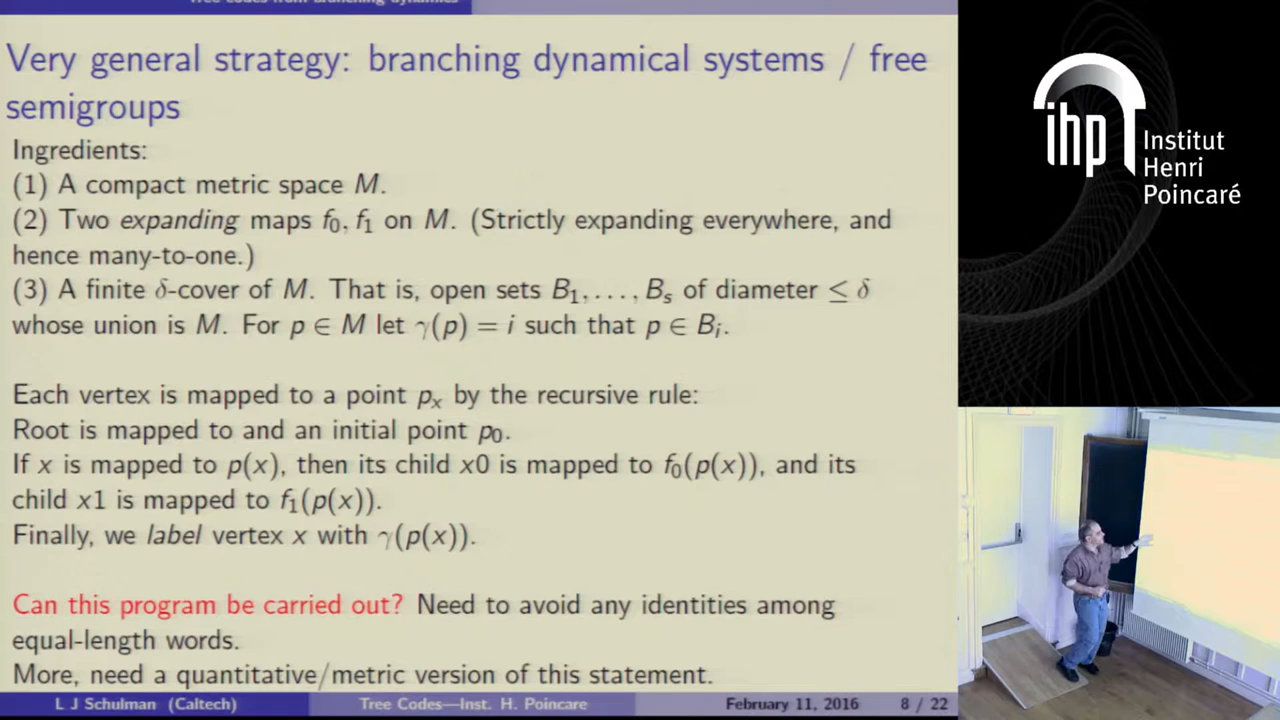 Tree codes from branching dynamics
Very general strategy: branching dynamical systems / free
semigroups
Ingredients:
(1) A compact metric space M.
(2) Two expanding maps f₀, f₁ on M. (Strictly expanding everywhere, and
hence many-to-one.)
(3) A finite δ-cover of M. That is, open sets B₁, . . . , Bₛ of diameter ≤ δ
whose union is M. For p ∈ M let γ(p) = i such that p ∈ Bᵢ.
Each vertex is mapped to a point pₓ by the recursive rule:
Root is mapped to and an initial point p₀.
If x is mapped to p(x), then its child x0 is mapped to f₀(p(x)), and its
child x1 is mapped to f₁(p(x)).
Finally, we label vertex x with γ(p(x)).
Can this program be carried out? Need to avoid any identities among
equal-length words.
More, need a quantitative/metric version of this statement.
L J Schulman (Caltech)
Tree Codes—Inst. H. Poincare
February 11, 2016
8 / 22
ihp
Institut
Henri
Poincaré